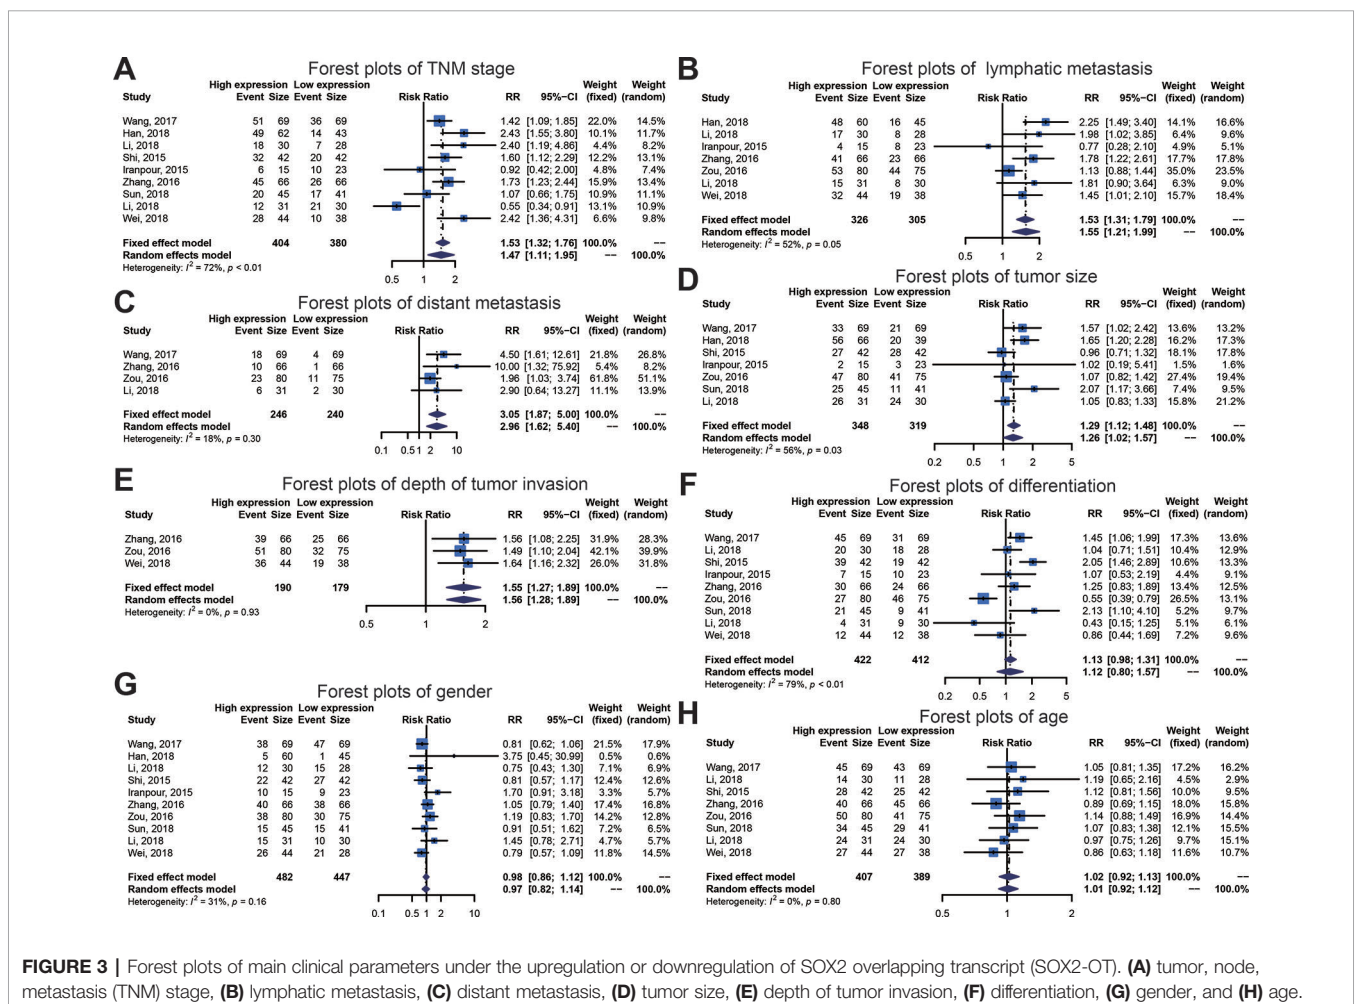 A
Forest plots of TNM stage
High expression Low expression Weight Weight
Study Event Size Event Size Risk Ratio RR 95%−CI (fixed) (random)
Wang, 2017 51 69 36 69 1.42 [1.09; 1.85] 22.0% 14.5%
Han, 2018 49 62 14 43 2.43 [1.55; 3.80] 10.1% 11.7%
Li, 2018 18 30 7 28 2.40 [1.19; 4.86] 4.4% 8.2%
Shi, 2015 32 42 20 42 1.60 [1.12; 2.29] 12.2% 13.1%
Iranpour, 2015 6 15 10 23 0.92 [0.42; 2.00] 4.8% 7.4%
Zhang, 2016 45 66 26 66 1.73 [1.23; 2.44] 15.9% 13.4%
Sun, 2018 20 45 17 41 1.07 [0.66; 1.75] 10.9% 11.1%
Li, 2018 12 31 21 30 0.55 [0.34; 0.91] 13.1% 10.9%
Wei, 2018 28 44 10 38 2.42 [1.36; 4.31] 6.6% 9.8%
Fixed effect model 404 380 1.53 [1.32; 1.76] 100.0% −−
Random effects model 1.47 [1.11; 1.95] −− 100.0%
Heterogeneity: I² = 72%, p < 0.01
0.5 1 2
B
Forest plots of lymphatic metastasis
High expression Low expression Weight Weight
Study Event Size Event Size Risk Ratio RR 95%−CI (fixed) (random)
Han, 2018 48 60 16 45 2.25 [1.49; 3.40] 14.1% 16.6%
Li, 2018 17 30 8 28 1.98 [1.02; 3.85] 6.4% 9.6%
Iranpour, 2015 4 15 8 23 0.77 [0.28; 2.10] 4.9% 5.1%
Zhang, 2016 41 66 23 66 1.78 [1.22; 2.61] 17.7% 17.8%
Zou, 2016 53 80 44 75 1.13 [0.88; 1.44] 35.0% 23.5%
Li, 2018 15 31 8 30 1.81 [0.90; 3.64] 6.3% 9.0%
Wei, 2018 32 44 19 38 1.45 [1.01; 2.10] 15.7% 18.4%
Fixed effect model 326 305 1.53 [1.31; 1.79] 100.0% −−
Random effects model 1.55 [1.21; 1.99] −− 100.0%
Heterogeneity: I² = 52%, p = 0.05
0.5 1 2
C
Forest plots of distant metastasis
High expression Low expression Weight Weight
Study Event Size Event Size Risk Ratio RR 95%−CI (fixed) (random)
Wang, 2017 18 69 4 69 4.50 [1.61; 12.61] 21.8% 26.8%
Zhang, 2016 10 66 1 66 10.00 [1.32; 75.92] 5.4% 8.2%
Zou, 2016 23 80 11 75 1.96 [1.03; 3.74] 61.8% 51.1%
Li, 2018 6 31 2 30 2.90 [0.64; 13.27] 11.1% 13.9%
Fixed effect model 246 240 3.05 [1.87; 5.00] 100.0% −−
Random effects model 2.96 [1.62; 5.40] −− 100.0%
Heterogeneity: I² = 18%, p = 0.30
0.1 0.5 1 2 10
D
Forest plots of tumor size
High expression Low expression Weight Weight
Study Event Size Event Size Risk Ratio RR 95%−CI (fixed) (random)
Wang, 2017 33 69 21 69 1.57 [1.02; 2.42] 13.6% 13.2%
Han, 2018 56 66 20 39 1.65 [1.20; 2.28] 16.2% 17.3%
Shi, 2015 27 42 28 42 0.96 [0.71; 1.32] 18.1% 17.8%
Iranpour, 2015 2 15 3 23 1.02 [0.19; 5.41] 1.5% 1.6%
Zou, 2016 47 80 41 75 1.07 [0.82; 1.42] 27.4% 19.4%
Sun, 2018 25 45 11 41 2.07 [1.17; 3.66] 7.4% 9.5%
Li, 2018 26 31 24 30 1.05 [0.83; 1.33] 15.8% 21.2%
Fixed effect model 348 319 1.29 [1.12; 1.48] 100.0% −−
Random effects model 1.26 [1.02; 1.57] −− 100.0%
Heterogeneity: I² = 56%, p = 0.03
0.2 0.5 1 2 5
E
Forest plots of depth of tumor invasion
High expression Low expression Weight Weight
Study Event Size Event Size Risk Ratio RR 95%−CI (fixed) (random)
Zhang, 2016 39 66 25 66 1.56 [1.08; 2.25] 31.9% 28.3%
Zou, 2016 51 80 32 75 1.49 [1.10; 2.04] 42.1% 39.9%
Wei, 2018 36 44 19 38 1.64 [1.16; 2.32] 26.0% 31.8%
Fixed effect model 190 179 1.55 [1.27; 1.89] 100.0% −−
Random effects model 1.56 [1.28; 1.89] −− 100.0%
Heterogeneity: I² = 0%, p = 0.93
0.5 1 2
F
Forest plots of differentiation
High expression Low expression Weight Weight
Study Event Size Event Size Risk Ratio RR 95%−CI (fixed) (random)
Wang, 2017 45 69 31 69 1.45 [1.06; 1.99] 17.3% 13.6%
Li, 2018 20 30 18 28 1.04 [0.71; 1.51] 10.4% 12.9%
Shi, 2015 39 42 19 42 2.05 [1.46; 2.89] 10.6% 13.3%
Iranpour, 2015 7 15 10 23 1.07 [0.53; 2.19] 4.4% 9.1%
Zhang, 2016 30 66 24 66 1.25 [0.83; 1.89] 13.4% 12.5%
Zou, 2016 27 80 46 75 0.55 [0.39; 0.79] 26.5% 13.1%
Sun, 2018 21 45 9 41 2.13 [1.10; 4.10] 5.2% 9.7%
Li, 2018 4 31 9 30 0.43 [0.15; 1.25] 5.1% 6.1%
Wei, 2018 12 44 12 38 0.86 [0.44; 1.69] 7.2% 9.6%
Fixed effect model 422 412 1.13 [0.98; 1.31] 100.0% −−
Random effects model 1.12 [0.80; 1.57] −− 100.0%
Heterogeneity: I² = 79%, p < 0.01
0.2 0.5 1 2 5
G
Forest plots of gender
High expression Low expression Weight Weight
Study Event Size Event Size Risk Ratio RR 95%−CI (fixed) (random)
Wang, 2017 38 69 47 69 0.81 [0.62; 1.06] 21.5% 17.9%
Han, 2018 5 60 1 45 3.75 [0.45; 30.99] 0.5% 0.6%
Li, 2018 12 30 15 28 0.75 [0.43; 1.30] 7.1% 6.9%
Shi, 2015 22 42 27 42 0.81 [0.57; 1.17] 12.4% 12.6%
Iranpour, 2015 10 15 9 23 1.70 [0.91; 3.18] 3.3% 5.7%
Zhang, 2016 40 66 38 66 1.05 [0.79; 1.40] 17.4% 16.8%
Zou, 2016 38 80 30 75 1.19 [0.83; 1.70] 14.2% 12.8%
Sun, 2018 15 45 15 41 0.91 [0.51; 1.62] 7.2% 6.5%
Li, 2018 15 31 10 30 1.45 [0.78; 2.71] 4.7% 5.7%
Wei, 2018 26 44 21 28 0.79 [0.57; 1.09] 11.8% 14.5%
Fixed effect model 482 447 0.98 [0.86; 1.12] 100.0% −−
Random effects model 0.97 [0.82; 1.14] −− 100.0%
Heterogeneity: I² = 31%, p = 0.16
0.1 0.5 1 2 10
H
Forest plots of age
High expression Low expression Weight Weight
Study Event Size Event Size Risk Ratio RR 95%−CI (fixed) (random)
Wang, 2017 45 69 43 69 1.05 [0.81; 1.35] 17.2% 16.2%
Li, 2018 14 30 11 28 1.19 [0.65; 2.16] 4.5% 2.9%
Shi, 2015 28 42 25 42 1.12 [0.81; 1.56] 10.0% 9.5%
Zhang, 2016 40 66 45 66 0.89 [0.69; 1.15] 18.0% 15.8%
Zou, 2016 50 80 41 75 1.14 [0.88; 1.49] 16.9% 14.4%
Sun, 2018 34 45 29 41 1.07 [0.83; 1.38] 12.1% 15.5%
Li, 2018 24 31 24 30 0.97 [0.75; 1.26] 9.7% 15.1%
Wei, 2018 27 44 27 38 0.86 [0.63; 1.18] 11.6% 10.7%
Fixed effect model 407 389 1.02 [0.92; 1.13] 100.0% −−
Random effects model 1.01 [0.92; 1.12] −− 100.0%
Heterogeneity: I² = 0%, p = 0.80
0.5 1 2
FIGURE 3 | Forest plots of main clinical parameters under the upregulation or downregulation of SOX2 overlapping transcript (SOX2-OT). (A) tumor, node,
metastasis (TNM) stage, (B) lymphatic metastasis, (C) distant metastasis, (D) tumor size, (E) depth of tumor invasion, (F) differentiation, (G) gender, and (H) age.